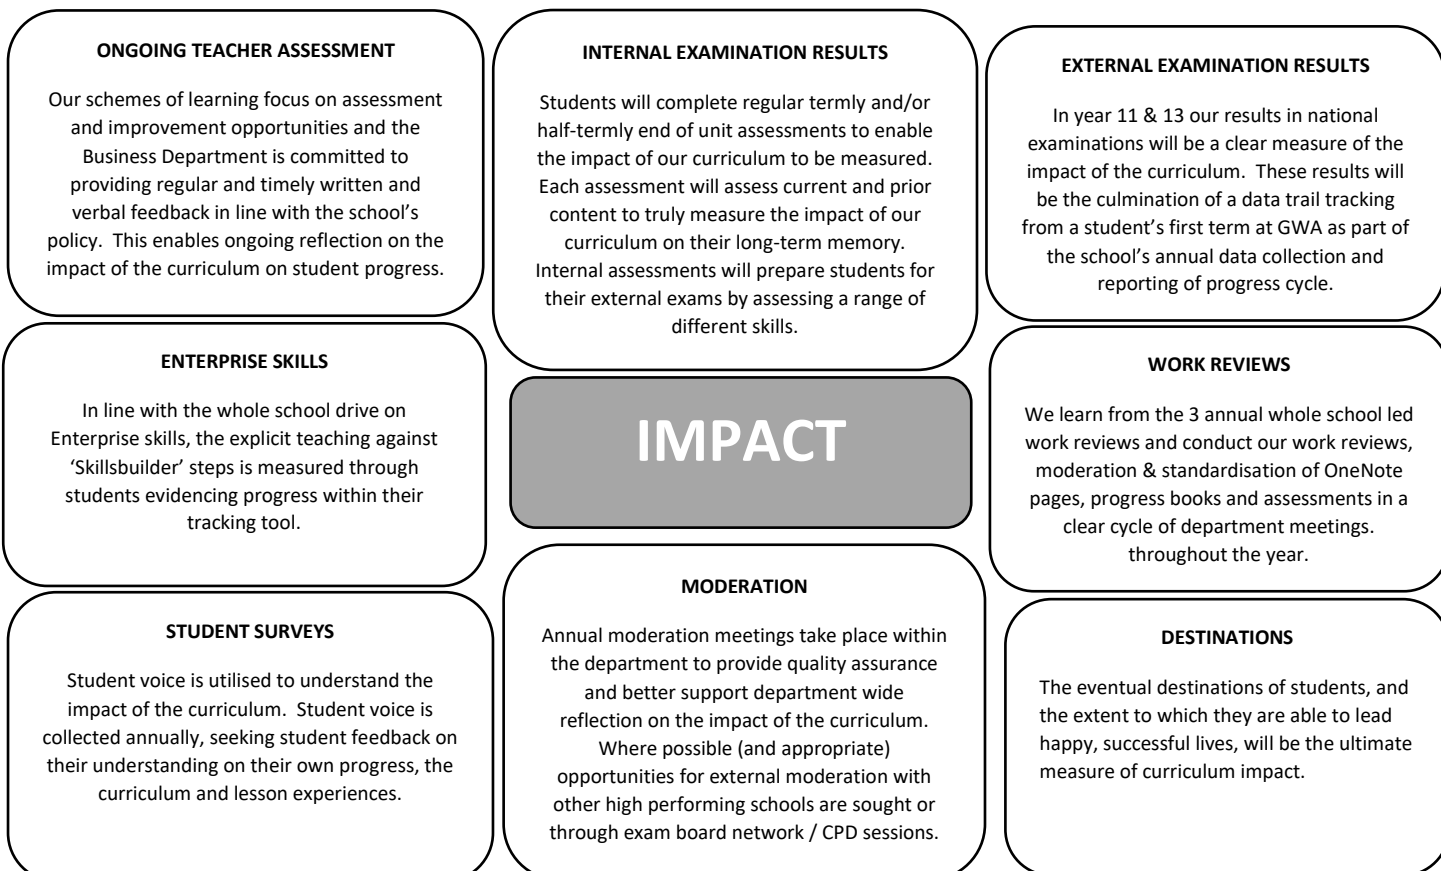 ONGOING TEACHER ASSESSMENT
Our schemes of learning focus on assessment
and improvement opportunities and the
Business Department is committed to
providing regular and timely written and
verbal feedback in line with the school’s
policy.  This enables ongoing reflection on the
impact of the curriculum on student progress.
INTERNAL EXAMINATION RESULTS
Students will complete regular termly and/or
half-termly end of unit assessments to enable
the impact of our curriculum to be measured.
Each assessment will assess current and prior
content to truly measure the impact of our
curriculum on their long-term memory.
Internal assessments will prepare students for
their external exams by assessing a range of
different skills.
EXTERNAL EXAMINATION RESULTS
In year 11 & 13 our results in national
examinations will be a clear measure of the
impact of the curriculum.  These results will
be the culmination of a data trail tracking
from a student’s first term at GWA as part of
the school’s annual data collection and
reporting of progress cycle.
ENTERPRISE SKILLS
In line with the whole school drive on
Enterprise skills, the explicit teaching against
‘Skillsbuilder’ steps is measured through
students evidencing progress within their
tracking tool.
IMPACT
WORK REVIEWS
We learn from the 3 annual whole school led
work reviews and conduct our work reviews,
moderation & standardisation of OneNote
pages, progress books and assessments in a
clear cycle of department meetings.
throughout the year.
STUDENT SURVEYS
Student voice is utilised to understand the
impact of the curriculum.  Student voice is
collected annually, seeking student feedback on
their understanding on their own progress, the
curriculum and lesson experiences.
MODERATION
Annual moderation meetings take place within
the department to provide quality assurance
and better support department wide
reflection on the impact of the curriculum.
Where possible (and appropriate)
opportunities for external moderation with
other high performing schools are sought or
through exam board network / CPD sessions.
DESTINATIONS
The eventual destinations of students, and
the extent to which they are able to lead
happy, successful lives, will be the ultimate
measure of curriculum impact.